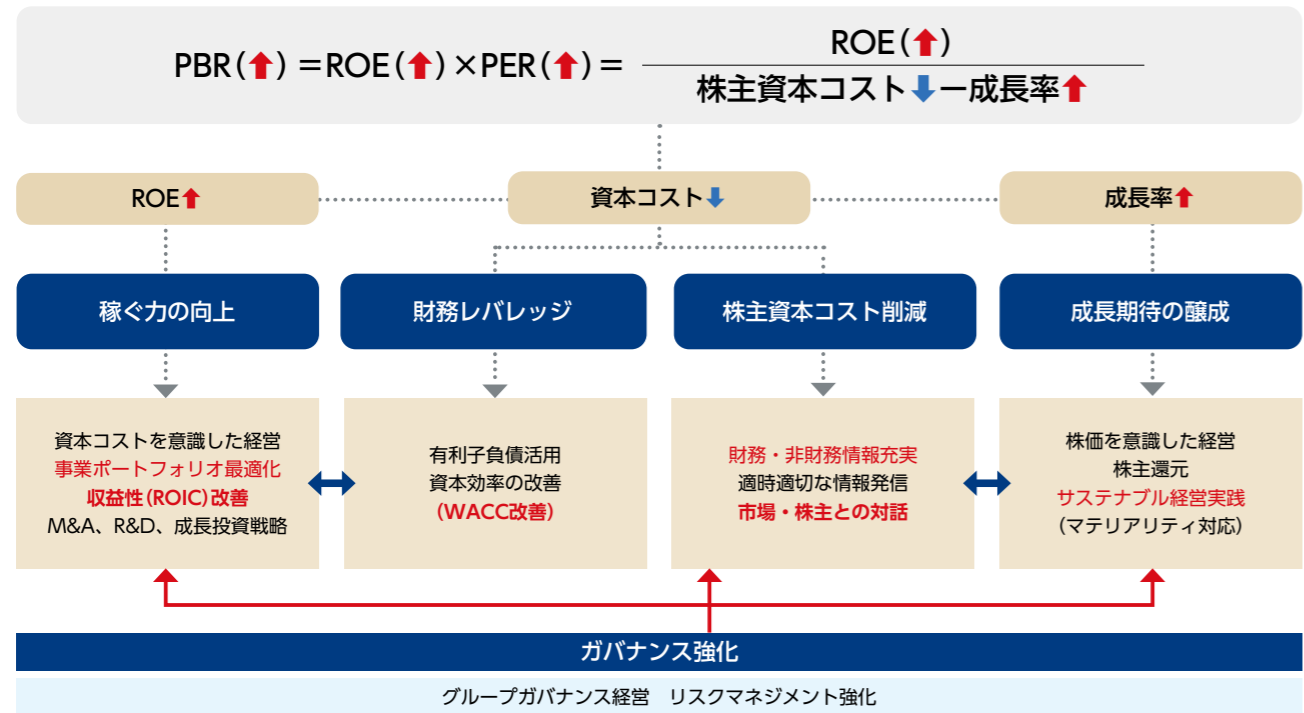 PBR(⬆)=ROE(⬆)×PER(⬆)=
ROE(⬆)
株主資本コスト⬇ー成長率⬆
ROE⬆
資本コスト⬇
成長率⬆
稼ぐ力の向上
財務レバレッジ
株主資本コスト削減
成長期待の醸成
資本コストを意識した経営
事業ポートフォリオ最適化
収益性(ROIC)改善
M&A、R&D、成長投資戦略
有利子負債活用
資本効率の改善
(WACC改善)
財務・非財務情報充実
適時適切な情報発信
市場・株主との対話
株価を意識した経営
株主還元
サステナブル経営実践
(マテリアリティ対応)
ガバナンス強化
グループガバナンス経営　リスクマネジメント強化